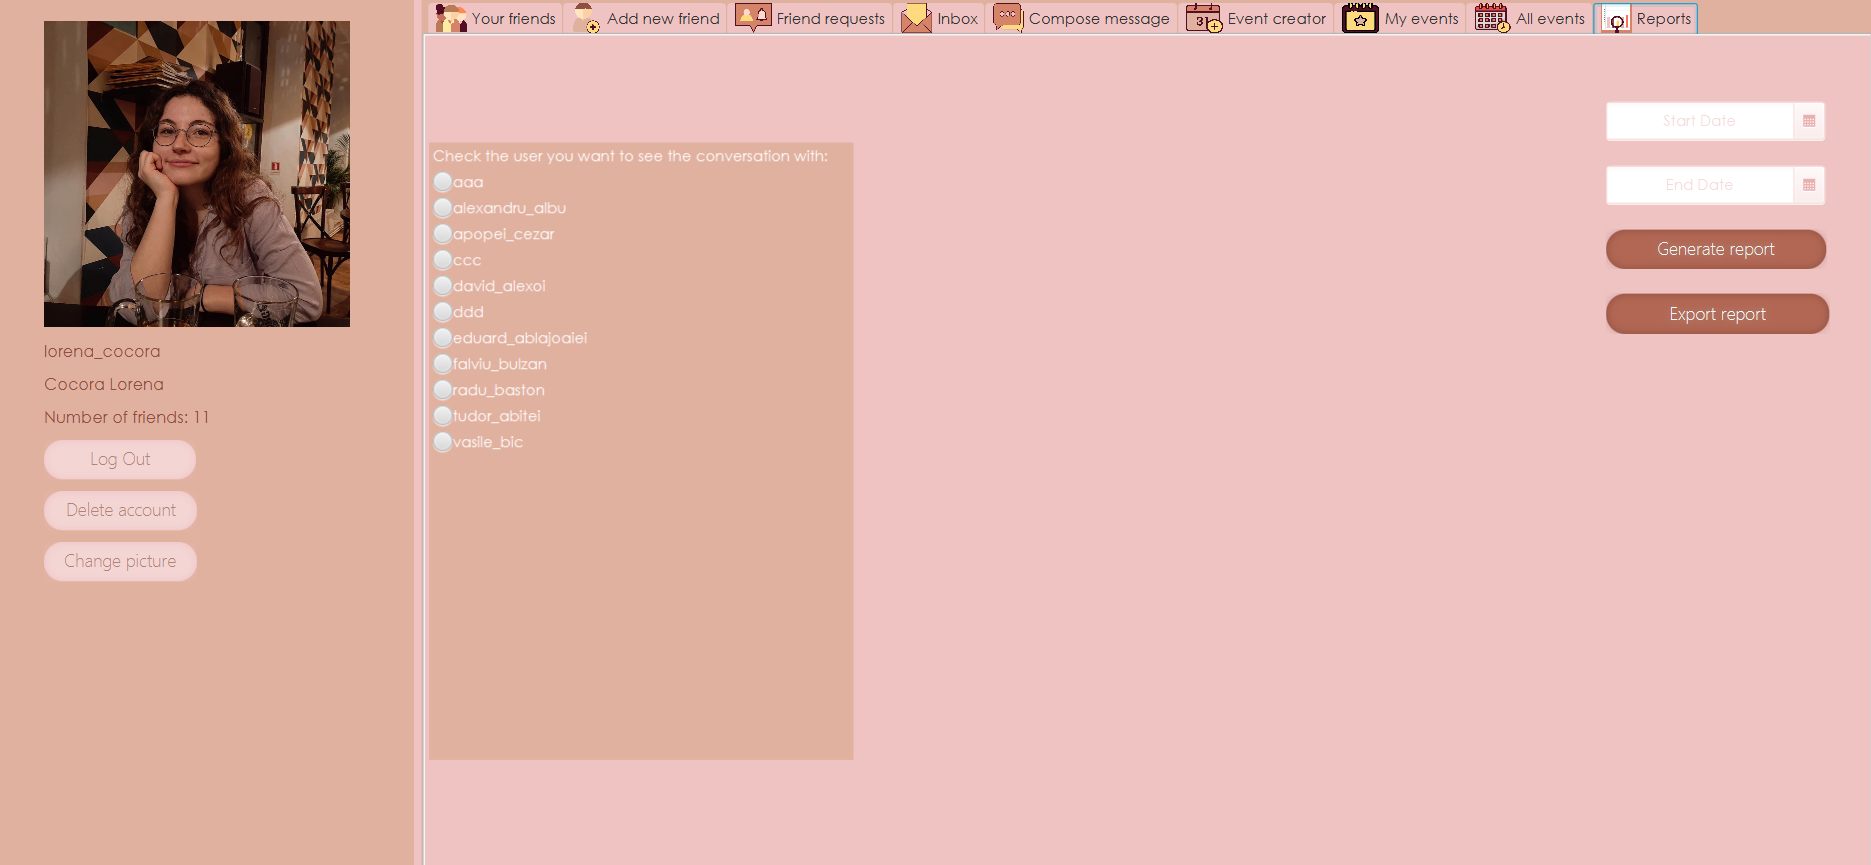 Your friends
Add new friend
Friend requests
Inbox
Compose message
31
Event creator
My events
All events
Reports
lorena_cocora
Cocora Lorena
Number of friends: 11
Log Out
Delete account
Change picture
Check the user you want to see the conversation with:
aaa
alexandru_albu
apopei_cezar
ccc
david_alexoi
ddd
eduard_ablajoaiei
falviu_bulzan
radu_baston
tudor_abitei
vasile_bic
Start Date
End Date
Generate report
Export report